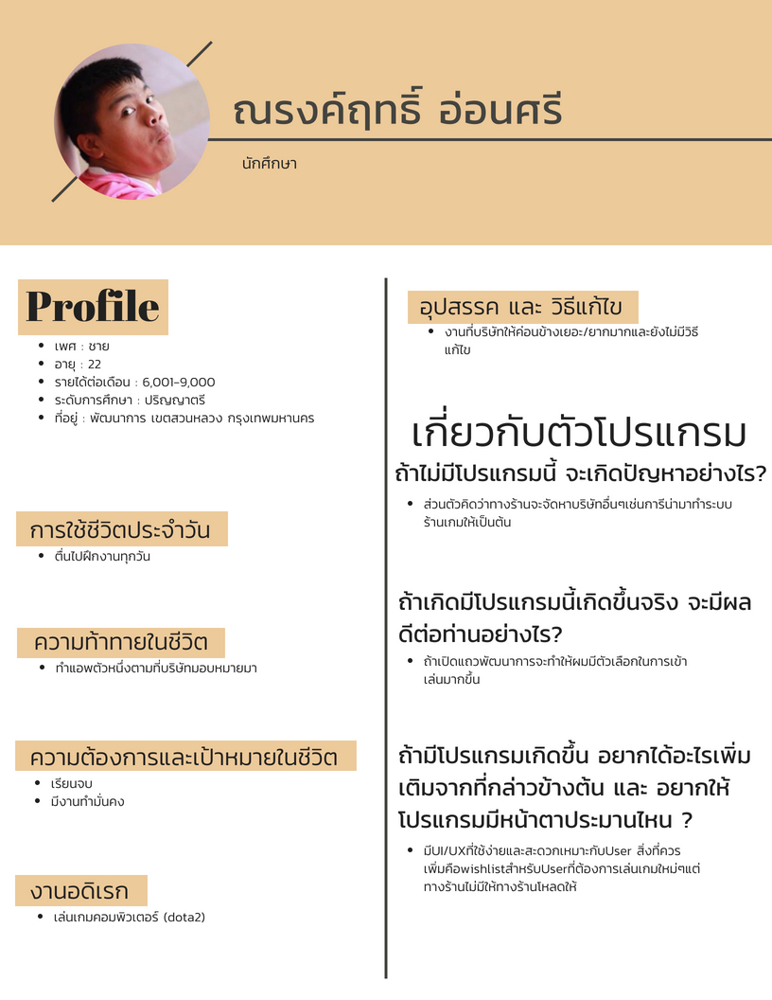 ณรงค์ฤทธิ์ อ่อนศรี
นักศึกษา
Profile
เพศ : ชาย
อายุ : 22
รายได้ต่อเดือน : 6,001-9,000
ระดับการศึกษา : ปริญญาตรี
ที่อยู่ : พัฒนาการ เขตสวนหลวง กรุงเทพมหานคร
การใช้ชีวิตประจำวัน
ตื่นไปฝึกงานทุกวัน
ความท้าทายในชีวิต
ทำแอพตัวหนึ่งตามที่บริษัทมอบหมายมา
ความต้องการและเป้าหมายในชีวิต
เรียนจบ
มีงานทำมั่นคง
งานอดิเรก
เล่นเกมคอมพิวเตอร์ (dota2)
อุปสรรค และ วิธีแก้ไข
งานที่บริษัทให้ค่อนข้างเยอะ/ยากมากและยังไม่มีวิธี
แก้ไข
เกี่ยวกับตัวโปรแกรม
ถ้าไม่มีโปรแกรมนี้ จะเกิดปัญหาอย่างไร?
ส่วนตัวคิดว่าทางร้านจะจัดหาบริษัทอื่นๆเช่นการีน่ามาทำระบบ
ร้านเกมให้เป็นต้น
ถ้าเกิดมีโปรแกรมนี้เกิดขึ้นจริง จะมีผล
ดีต่อท่านอย่างไร?
ถ้าเปิดแถวพัฒนาการจะทำให้ผมมีตัวเลือกในการเข้า
เล่นมากขึ้น
ถ้ามีโปรแกรมเกิดขึ้น อยากได้อะไรเพิ่ม
เติมจากที่กล่าวข้างต้น และ อยากให้
โปรแกรมมีหน้าตาประมานไหน ?
มีUI/UXที่ใช้ง่ายและสะดวกเหมาะกับUser สิ่งที่ควร
เพิ่มคือwishlistสำหรับUserที่ต้องการเล่นเกมใหม่ๆแต่
ทางร้านไม่มีให้ทางร้านโหลดให้